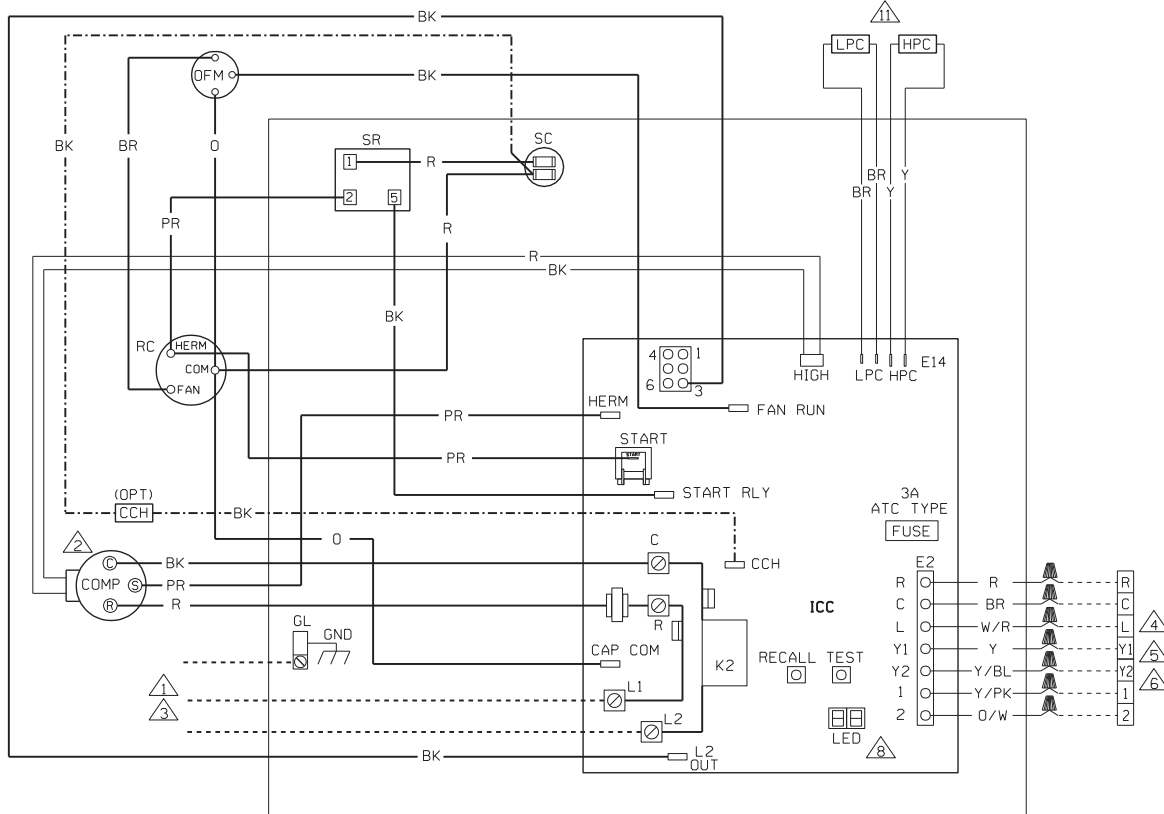 BK
11
LPC
HPC
OFM
BK
BK
BR
O
SR
SC
1
R
2
5
PR
R
BR
BR
Y
Y
R
BK
BK
RC
HERM
COM
FAN
4
1
6
3
HIGH
LPC
HPC
E14
HERM
FAN RUN
PR
START
START
PR
START RLY
3A
ATC TYPE
FUSE
(OPT)
CCH
BK
2
O
C
CCH
E2
C
BK
COMP
S
PR
R
R
R
ICC
K2
GL
GND
CAP COM
RECALL
TEST
1
3
L1
L2
LED
8
BK
L2
OUT
R
R
R
C
BR
C
L
W/R
L
4
Y1
Y
Y1
5
Y2
Y/BL
Y2
6
1
Y/PK
1
2
O/W
2